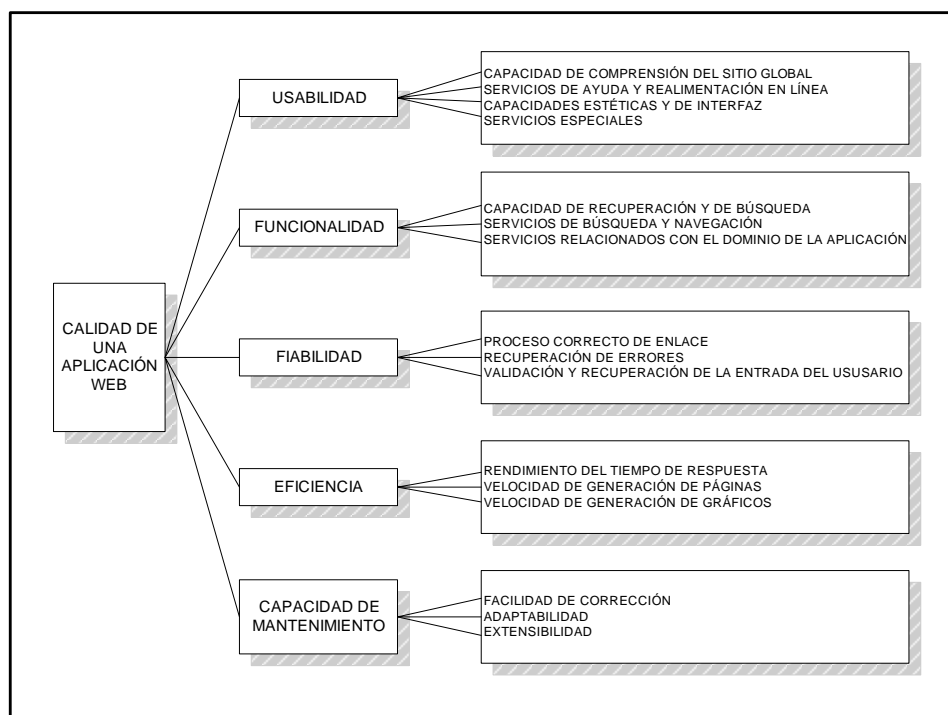 CALIDAD DE
UNA
APLICACIÓN
WEB
USABILIDAD
CAPACIDAD DE COMPRENSIÓN DEL SITIO GLOBAL
SERVICIOS DE AYUDA Y REALIMENTACIÓN EN LÍNEA
CAPACIDADES ESTÉTICAS Y DE INTERFAZ
SERVICIOS ESPECIALES
FUNCIONALIDAD
CAPACIDAD DE RECUPERACIÓN Y DE BÚSQUEDA
SERVICIOS DE BÚSQUEDA Y NAVEGACIÓN
SERVICIOS RELACIONADOS CON EL DOMINIO DE LA APLICACIÓN
FIABILIDAD
PROCESO CORRECTO DE ENLACE
RECUPERACIÓN DE ERRORES
VALIDACIÓN Y RECUPERACIÓN DE LA ENTRADA DEL USUSARIO
EFICIENCIA
RENDIMIENTO DEL TIEMPO DE RESPUESTA
VELOCIDAD DE GENERACIÓN DE PÁGINAS
VELOCIDAD DE GENERACIÓN DE GRÁFICOS
CAPACIDAD DE
MANTENIMIENTO
FACILIDAD DE CORRECCIÓN
ADAPTABILIDAD
EXTENSIBILIDAD